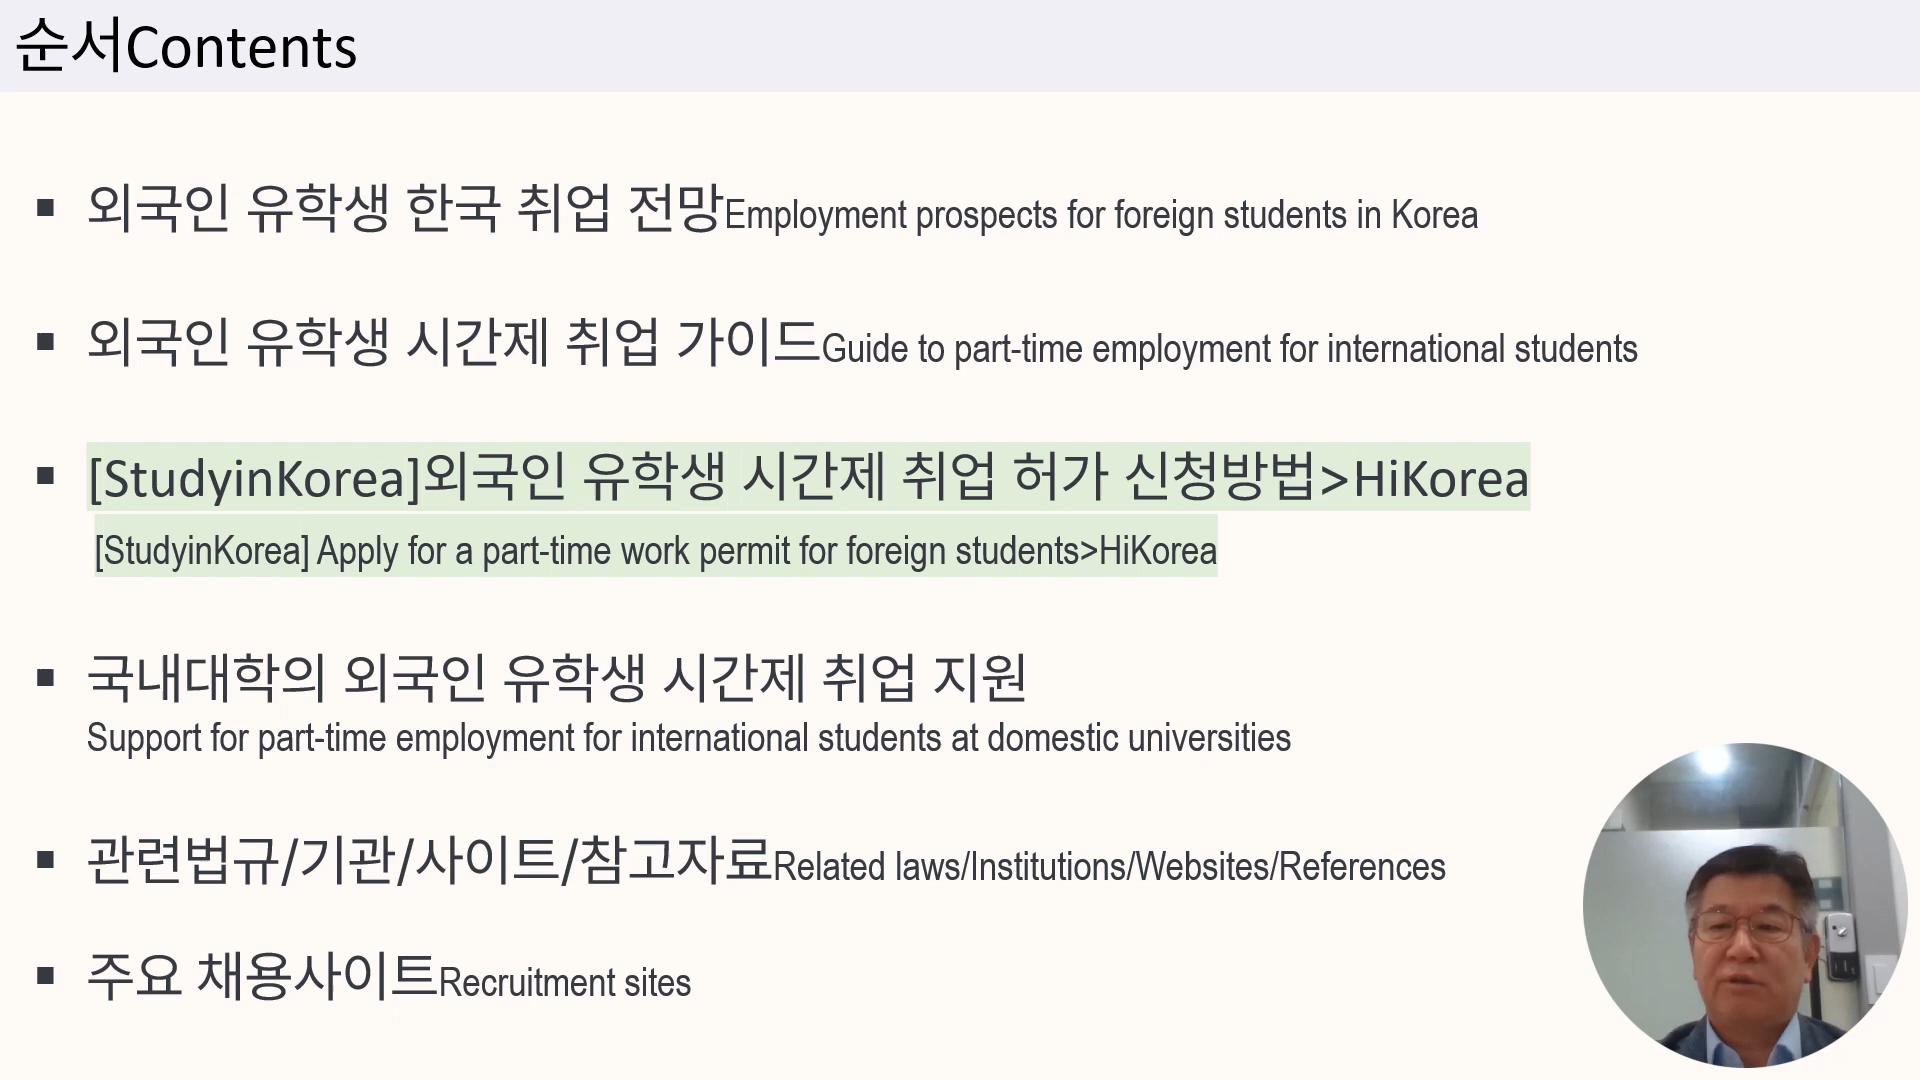 순서Contents
외국인 유학생 한국 취업 전망Employment prospects for foreign students in Korea
외국인 유학생 시간제 취업 가이드Guide to part-time employment for international students
[StudyinKorea]외국인 유학생 시간제 취업 허가 신청방법>HiKorea
[StudyinKorea] Apply for a part-time work permit for foreign students>HiKorea
국내대학의 외국인 유학생 시간제 취업 지원
Support for part-time employment for international students at domestic universities
관련법규/기관/사이트/참고자료Related laws/Institutions/Websites/References
주요 채용사이트Recruitment sites